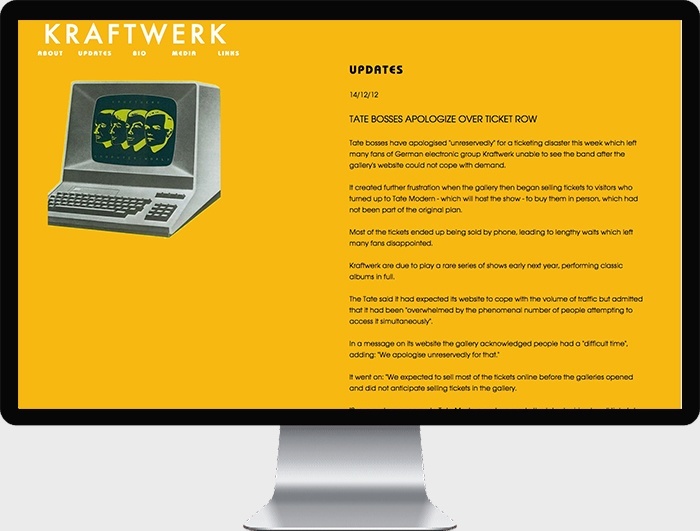 KRAFTWERK
ABOUT UPDATES BIO MEDIA LINKS
KRAFTWERK
UPDATES
14/12/12
TATE BOSSES APOLOGIZE OVER TICKET ROW
Tate bosses have apologised "unreservedly" for a ticketing disaster this week which left
many fans of German electronic group Kraftwerk unable to see the band after the
gallery's website could not cope with demand.
It created further frustration when the gallery then began selling tickets to visitors who
turned up to Tate Modern - which will host the show - to buy them in person, which had
not been part of the original plan.
Most of the tickets ended up being sold by phone, leading to lengthy waits which left
many fans disappointed.
Kraftwerk are due to play a rare series of shows early next year, performing classic
albums in full.
The Tate said it had expected its website to cope with the volume of traffic but admitted
that it had been "overwhelmed by the phenomenal number of people attempting to
access it simultaneously".
In a message on its website the gallery acknowledged people had a "difficult time",
adding: "We apologise unreservedly for that."
It went on: "We expected to sell most of the tickets online before the galleries opened
and did not anticipate selling tickets in the gallery.